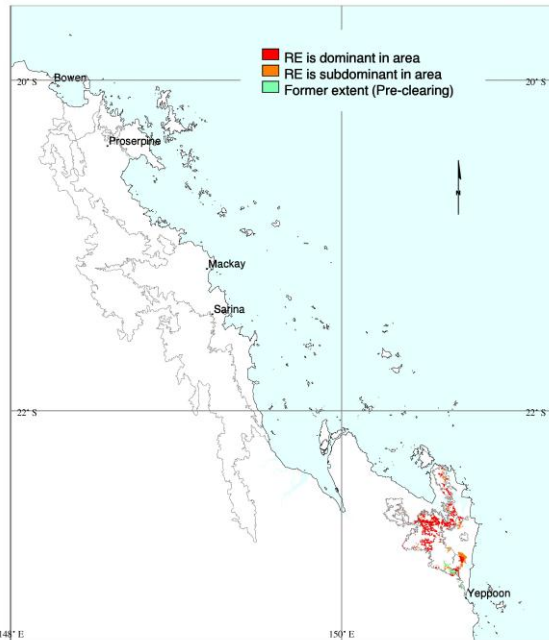 RE is dominant in area
RE is subdominant in area
Former extent (Pre-clearing)
20° S
20° S
Bowen
Proserpine
N
Mackay
Sarina
22° S
22° S
Yeppoon
148° E
150° E